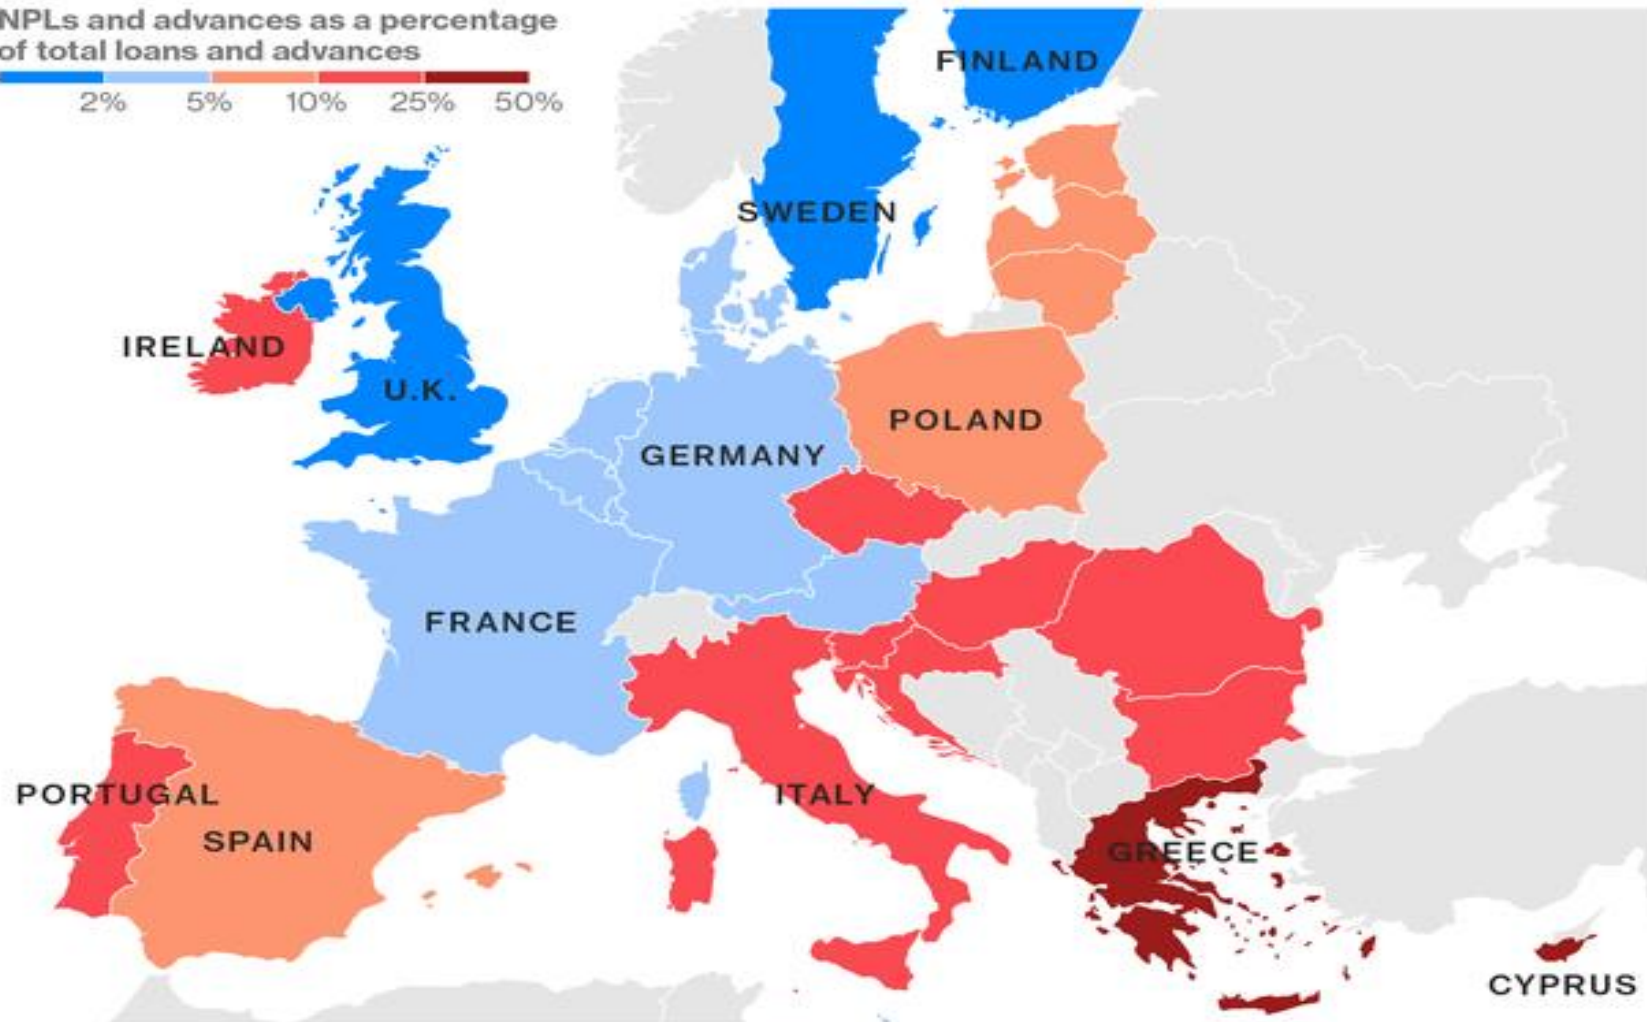 NPLs and advances as a percentage
of total loans and advances
2% 5% 10% 25% 50%
FINLAND
SWEDEN
IRELAND
U.K.
POLAND
GERMANY
FRANCE
PORTUGAL
ITALY
SPAIN
GREECE
CYPRUS